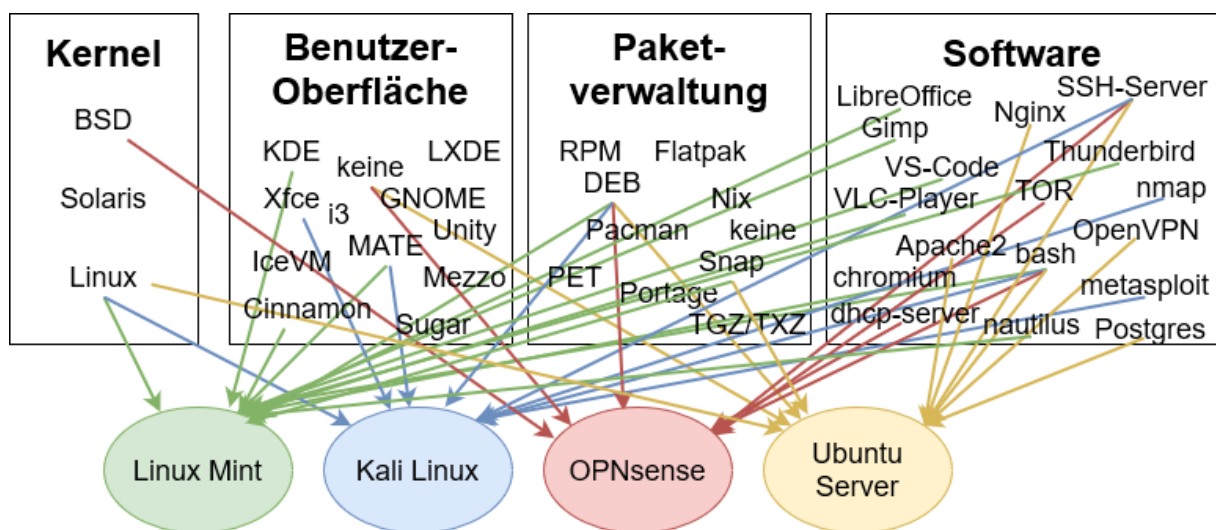 Kernel
BSD
Solaris
Linux
Benutzer-
Oberfläche
KDE
keine
LXDE
Xfce
i3
GNOME
Unity
MATE
IceVM
Mezzo
Cinnamon
Sugar
Paket-
verwaltung
RPM
Flatpak
DEB
Nix
Pacman
keine
Snap
PET
Portage
TGZ/TXZ
Software
SSH-Server
LibreOffice
Nginx
Gimp
Thunderbird
VS-Code
TOR
nmap
VLC-Player
OpenVPN
Apache2
bash
chromium
metasploit
dhcp-server
nautilus
Postgres
Linux Mint
Kali Linux
OPNsense
Ubuntu
Server